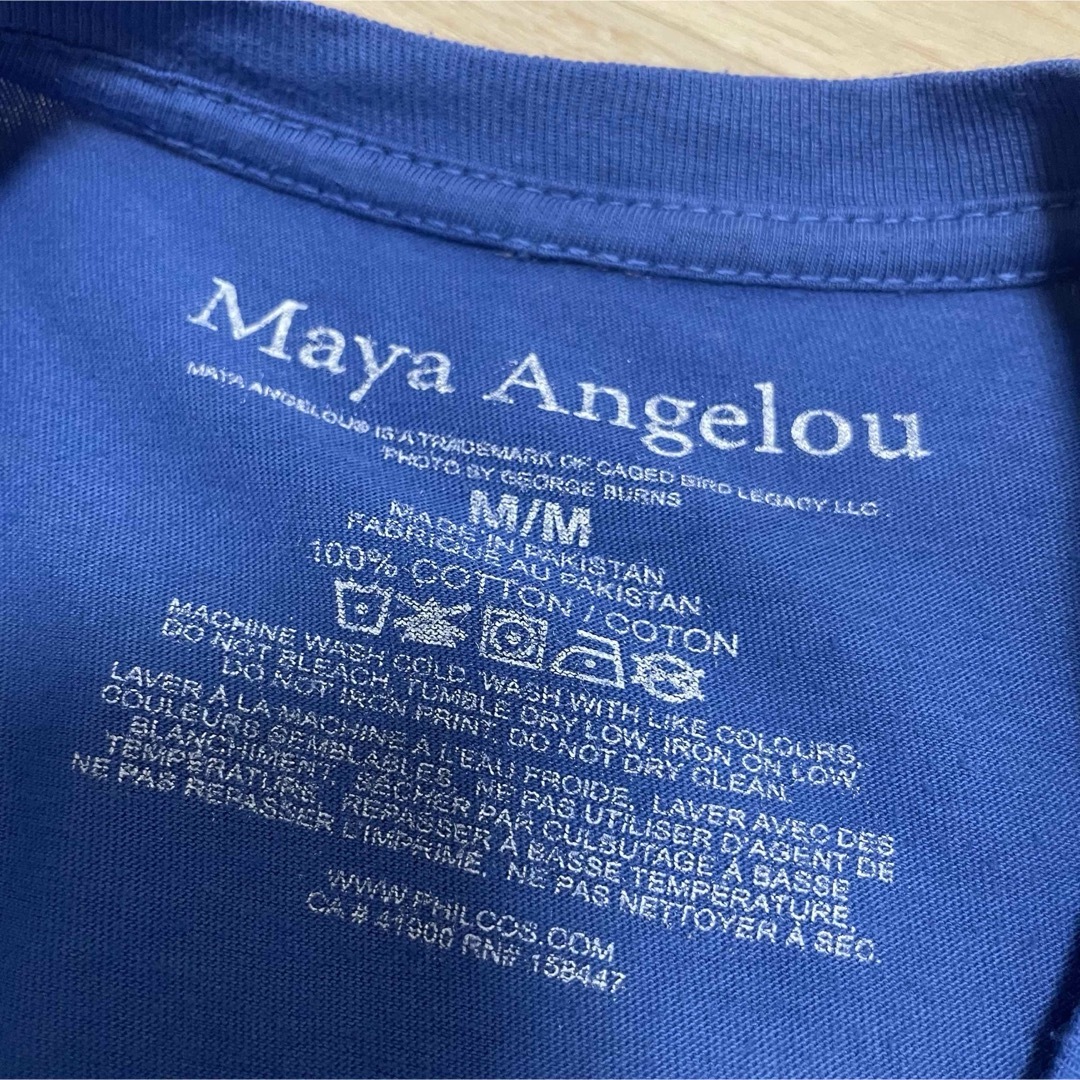 Maya Angelou
MAYA ANGELOU® IS A TRADEMARK OF CAGED BIRD LEGACY, LLC
PHOTO BY GEORGE BURNS
M/M
MADE IN PAKISTAN
FABRIQUE AU PAKISTAN
100% COTTON / COTON
MACHINE WASH COLD, WASH WITH LIKE COLOURS,
DO NOT BLEACH, TUMBLE DRY LOW, IRON ON LOW,
DO NOT IRON PRINT, DO NOT DRY CLEAN.
LAVER À LA MACHINE À L'EAU FROIDE, LAVER AVEC DES
COULEURS SEMBLABLES, NE PAS UTILISER D'AGENT DE
BLANCHIMENT, SÉCHER PAR CULBUTAGE À BASSE
TEMPÉRATURE, REPASSER À BASSE TEMPÉRATURE,
NE PAS REPASSER L'IMPRIMÉ, NE PAS NETTOYER À SEC.
WWW.PHILCOS.COM
CA # 41900 RN# 158447